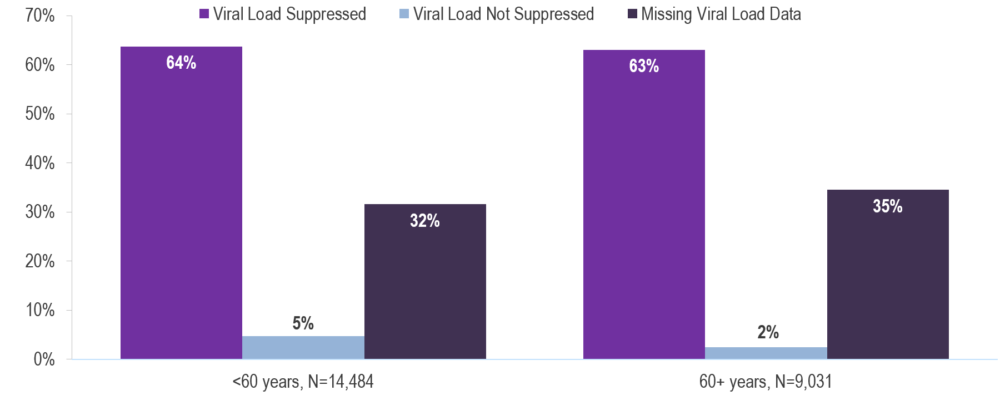 Viral Load Suppressed
Viral Load Not Suppressed
Missing Viral Load Data
70%
60%
50%
40%
30%
20%
10%
0%
64%
5%
32%
63%
2%
35%
<60 years, N=14,484
60+ years, N=9,031